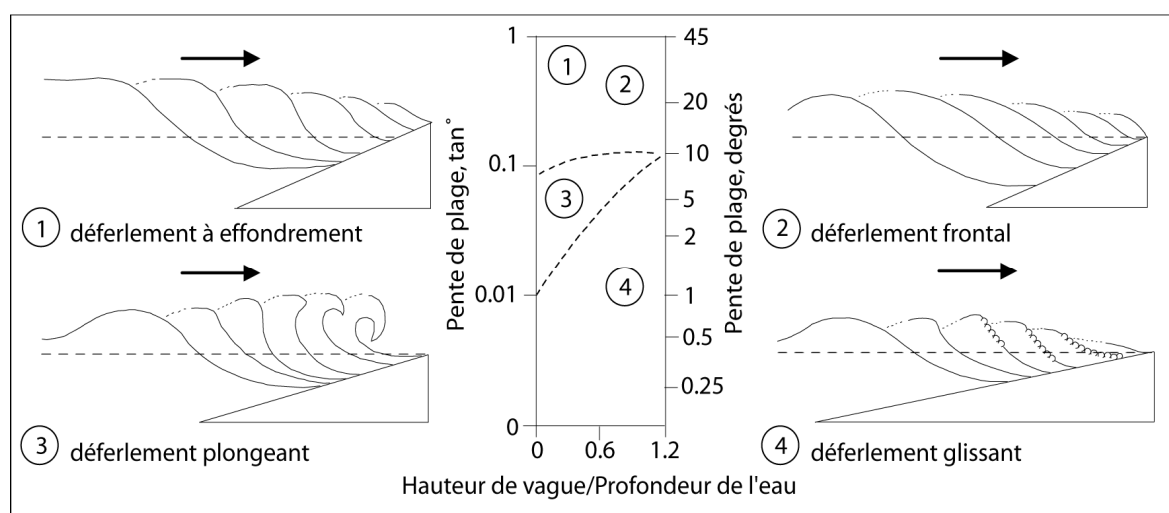 1 déferlement à effondrement
3 déferlement plongeant
Pente de plage, tan°
1
0.1
0.01
0
1
2
3
4
45
20
10
5
2
1
0.5
0.25
Pente de plage, degrés
0 0.6 1.2
Hauteur de vague/Profondeur de l'eau
2 déferlement frontal
4 déferlement glissant